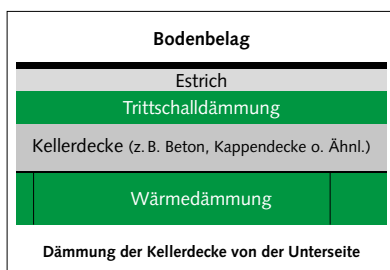 Bodenbelag
Estrich
Trittschalldämmung
Kellerdecke (z. B. Beton, Kappendecke o. Ähnl.)
Wärmedämmung
Dämmung der Kellerdecke von der Unterseite